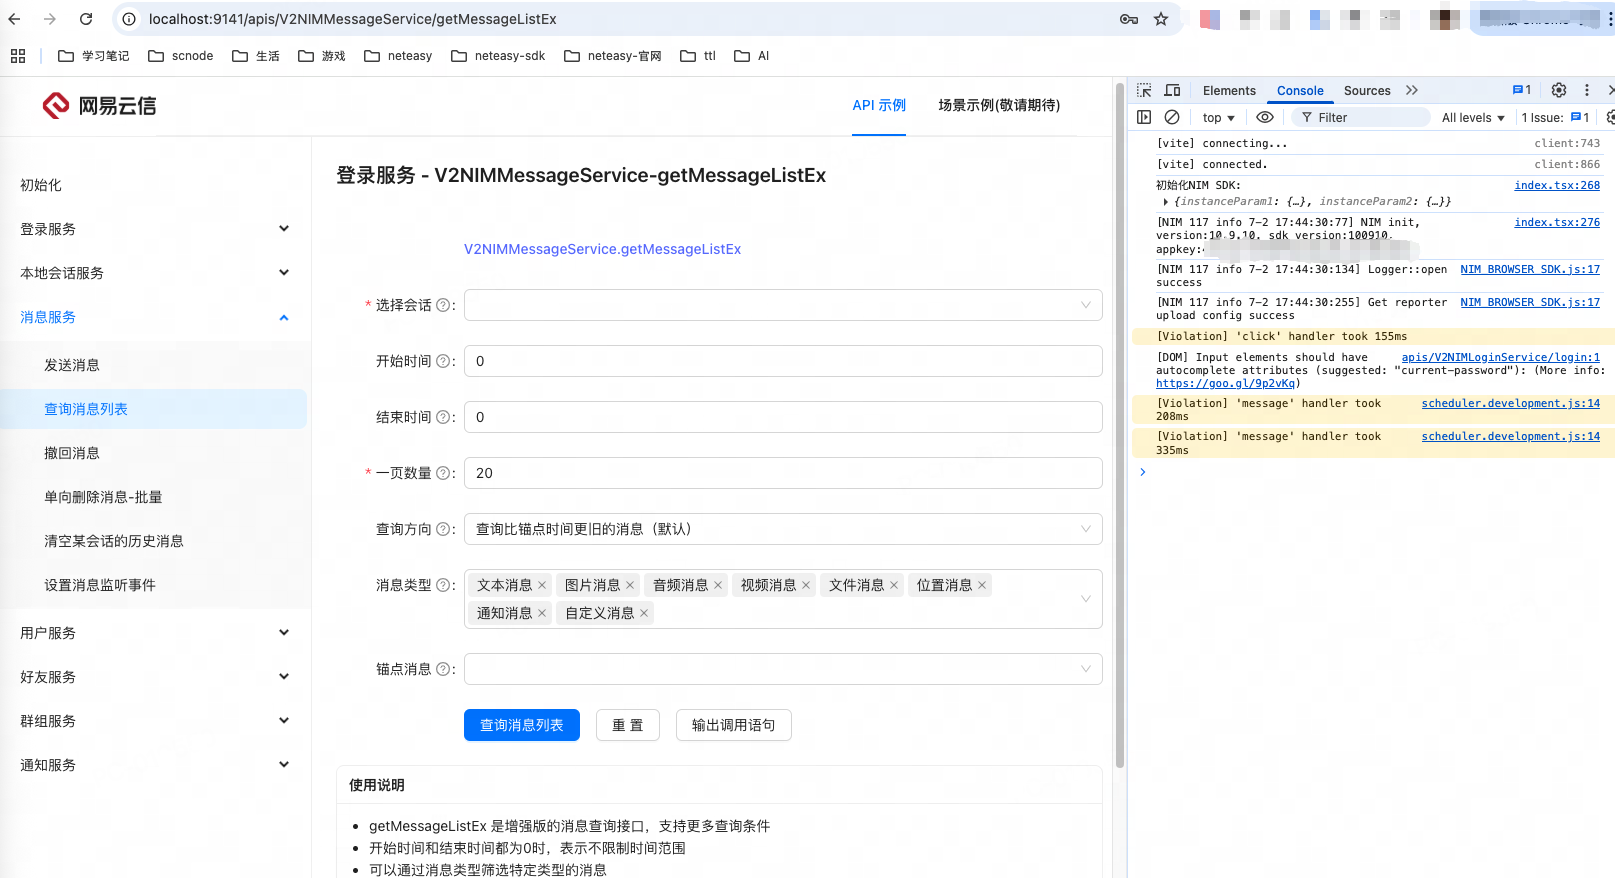 localhost:9141/apis/V2NIMMessageService/getMessageListEx
学习笔记 scnode 生活 游戏 neteasy neteasy-sdk neteasy-官网 ttl AI
网易云信
API 示例 场景示例(敬请期待)
初始化
登录服务
本地会话服务
消息服务
发送消息
查询消息列表
撤回消息
单向删除消息-批量
清空某会话的历史消息
设置消息监听事件
用户服务
好友服务
群组服务
通知服务
登录服务 - V2NIMMessageService-getMessageListEx
V2NIMMessageService.getMessageListEx
* 选择会话 :
开始时间 : 0
结束时间 : 0
* 一页数量 : 20
查询方向 : 查询比锚点时间更旧的消息（默认）
消息类型 : 文本消息 × 图片消息 × 音频消息 × 视频消息 × 文件消息 × 位置消息 ×
通知消息 × 自定义消息 ×
锚点消息 :
查询消息列表 重 置 输出调用语句
使用说明
• getMessageListEx 是增强版的消息查询接口，支持更多查询条件
• 开始时间和结束时间都为0时，表示不限制时间范围
• 可以通过消息类型筛选特定类型的消息
Elements Console Sources 1
top Filter All levels 1 Issue: 1
[vite] connecting... client:743
[vite] connected. client:866
初始化NIM SDK: index.tsx:268
{instanceParam1: {…}, instanceParam2: {…}}
[NIM 117 info 7-2 17:44:30:77] NIM init, index.tsx:276
version:10.9.10, sdk version:100910,
appkey:
[NIM 117 info 7-2 17:44:30:134] Logger::open NIM_BROWSER_SDK.js:17
success
[NIM 117 info 7-2 17:44:30:255] Get reporter NIM_BROWSER_SDK.js:17
upload config success
[Violation] 'click' handler took 155ms
[DOM] Input elements should have apis/V2NIMLoginService/login:1
autocomplete attributes (suggested: "current-password"): (More info:
https://goo.gl/9p2vKq)
[Violation] 'message' handler took scheduler.development.js:14
208ms
[Violation] 'message' handler took scheduler.development.js:14
335ms